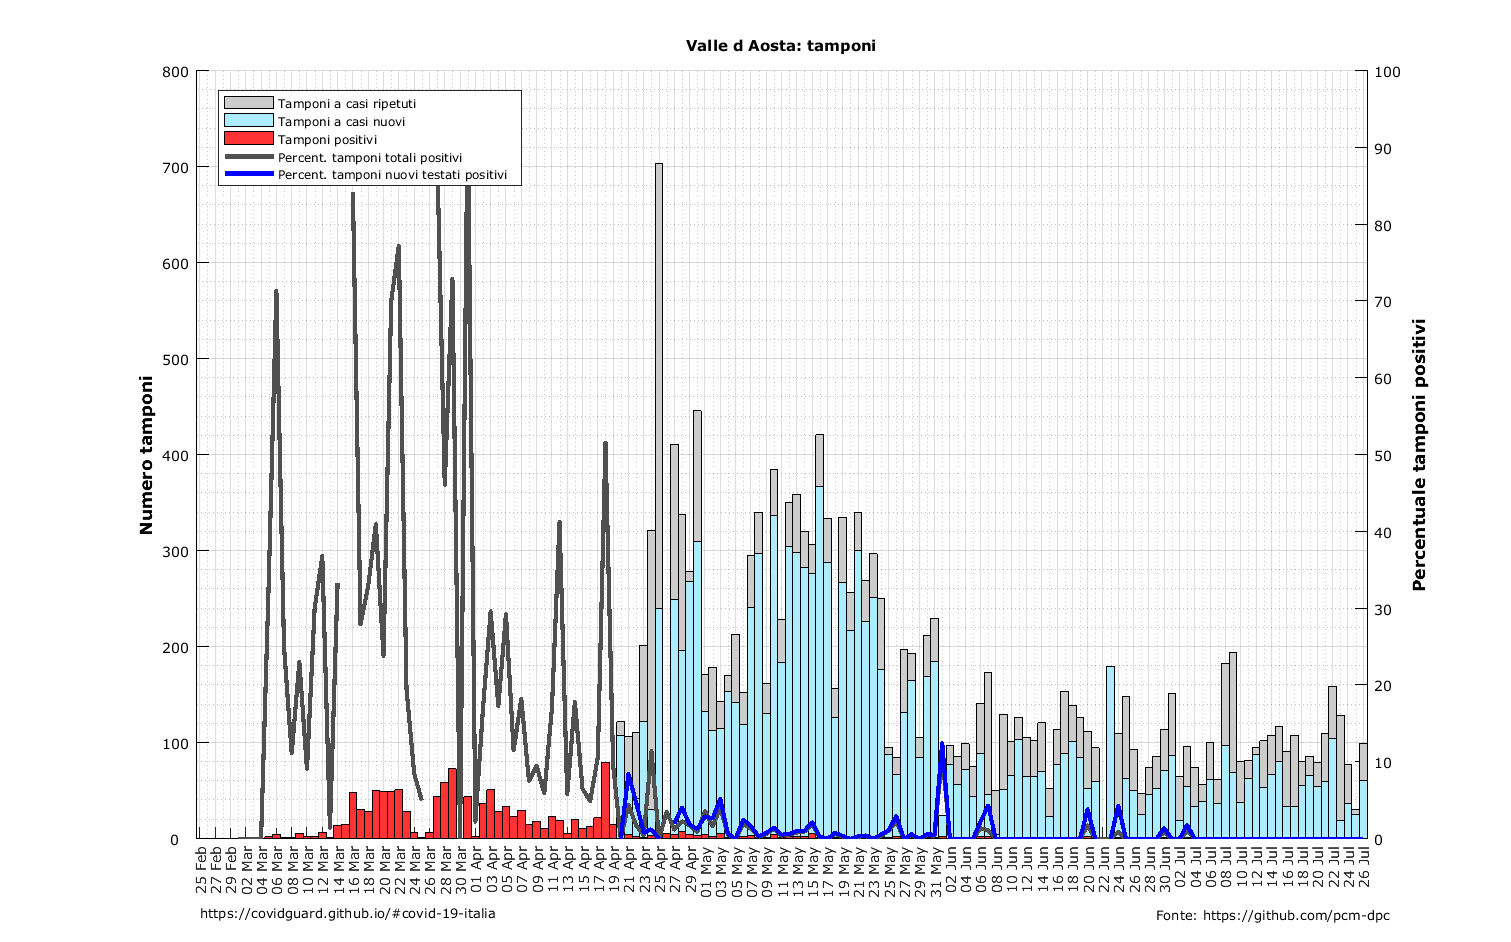 Valle d Aosta: tamponi
800
700
600
500
400
300
200
100
0
Numero tamponi
Tamponi a casi ripetuti
Tamponi a casi nuovi
Tamponi positivi
Percent. tamponi totali positivi
Percent. tamponi nuovi testati positivi
100
90
80
70
60
50
40
30
20
10
0
Percentuale tamponi positivi
25 Feb
27 Feb
29 Feb
02 Mar
04 Mar
06 Mar
08 Mar
10 Mar
12 Mar
14 Mar
16 Mar
18 Mar
20 Mar
22 Mar
24 Mar
26 Mar
28 Mar
30 Mar
01 Apr
03 Apr
05 Apr
07 Apr
09 Apr
11 Apr
13 Apr
15 Apr
17 Apr
19 Apr
21 Apr
23 Apr
25 Apr
27 Apr
29 Apr
01 May
03 May
05 May
07 May
09 May
11 May
13 May
15 May
17 May
19 May
21 May
23 May
25 May
27 May
29 May
31 May
02 Jun
04 Jun
06 Jun
08 Jun
10 Jun
12 Jun
14 Jun
16 Jun
18 Jun
20 Jun
22 Jun
24 Jun
26 Jun
28 Jun
30 Jun
02 Jul
04 Jul
06 Jul
08 Jul
10 Jul
12 Jul
14 Jul
16 Jul
18 Jul
20 Jul
22 Jul
24 Jul
26 Jul
https://covidguard.github.io/#covid-19-italia
Fonte: https://github.com/pcm-dpc